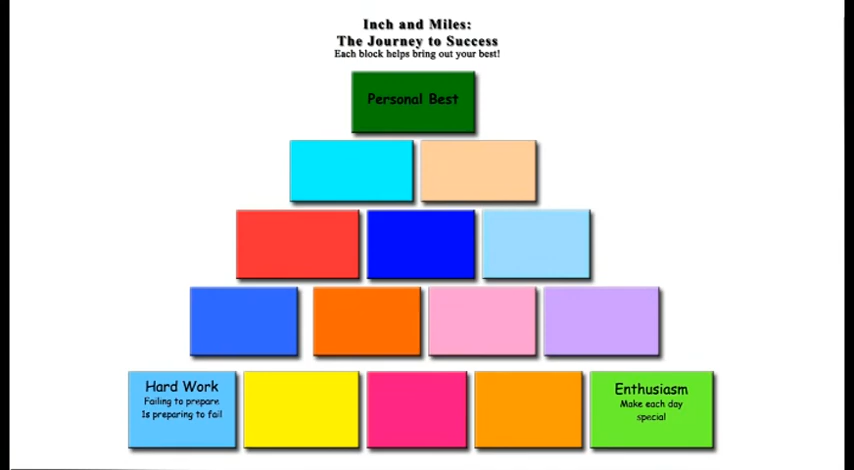 Inch and Miles:
The Journey to Success
Each block helps bring out your best!
Personal Best
Hard Work
Failing to prepare
Is preparing to fail
Enthusiasm
Make each day
special